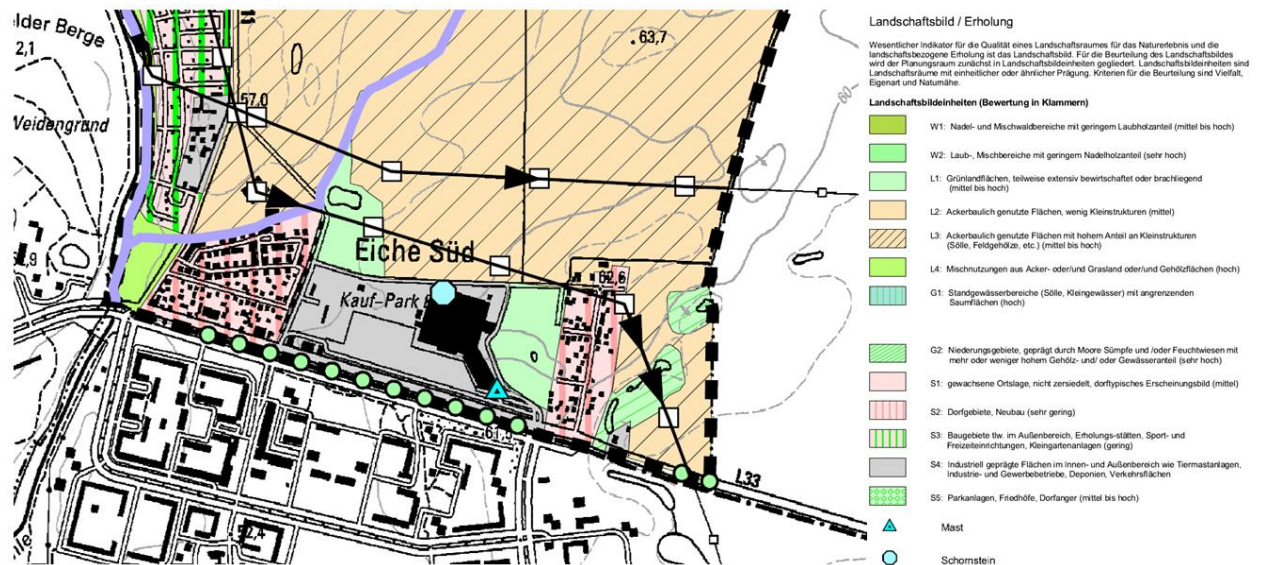 elder Berge
2,1
Weidengrund
57.0
63,7
60
Eiche Süd
Kauf-Park
62,6
61,5
L33
52,4
Landschaftsbild / Erholung
Wesentlicher Indikator für die Qualität eines Landschaftsraumes für das Naturerlebnis und die
landschaftsbezogene Erholung ist das Landschaftsbild. Für die Beurteilung des Landschaftsbildes
wird der Planungsraum zunächst in Landschaftsbildeinheiten gegliedert. Landschaftsbildeinheiten sind
Landschaftsräume mit einheitlicher oder ähnlicher Prägung. Kriterien für die Beurteilung sind Vielfalt,
Eigenart und Naturnähe.
Landschaftsbildeinheiten (Bewertung in Klammern)
W1: Nadel- und Mischwaldbereiche mit geringem Laubholzanteil (mittel bis hoch)
W2: Laub-, Mischbereiche mit geringem Nadelholzanteil (sehr hoch)
L1: Grünlandflächen, teilweise extensiv bewirtschaftet oder brachliegend
(mittel bis hoch)
L2: Ackerbaulich genutzte Flächen, wenig Kleinstrukturen (mittel)
L3: Ackerbaulich genutzte Flächen mit hohem Anteil an Kleinstrukturen
(Sölle, Feldgehölze, etc.) (mittel bis hoch)
L4: Mischnutzungen aus Acker- oder/und Grasland oder/und Gehölzflächen (hoch)
G1: Standgewässerbereiche (Sölle, Kleingewässer) mit angrenzenden
Saumflächen (hoch)
G2: Niederungsgebiete, geprägt durch Moore Sümpfe und /oder Feuchtwiesen mit
mehr oder weniger hohem Gehölz- und/ oder Gewässeranteil (sehr hoch)
S1: gewachsene Ortslage, nicht zersiedelt, dorftypisches Erscheinungsbild (mittel)
S2: Dorfgebiete, Neubau (sehr gering)
S3: Baugebiete tlw. im Außenbereich, Erholungs-stätten, Sport- und
Freizeiteinrichtungen, Kleingartenanlagen (gering)
S4: Industriell geprägte Flächen im Innen- und Außenbereich wie Tiermastanlagen,
Industrie- und Gewerbebetriebe, Deponien, Verkehrsflächen
S5: Parkanlagen, Friedhöfe, Dorfanger (mittel bis hoch)
Mast
Schornstein